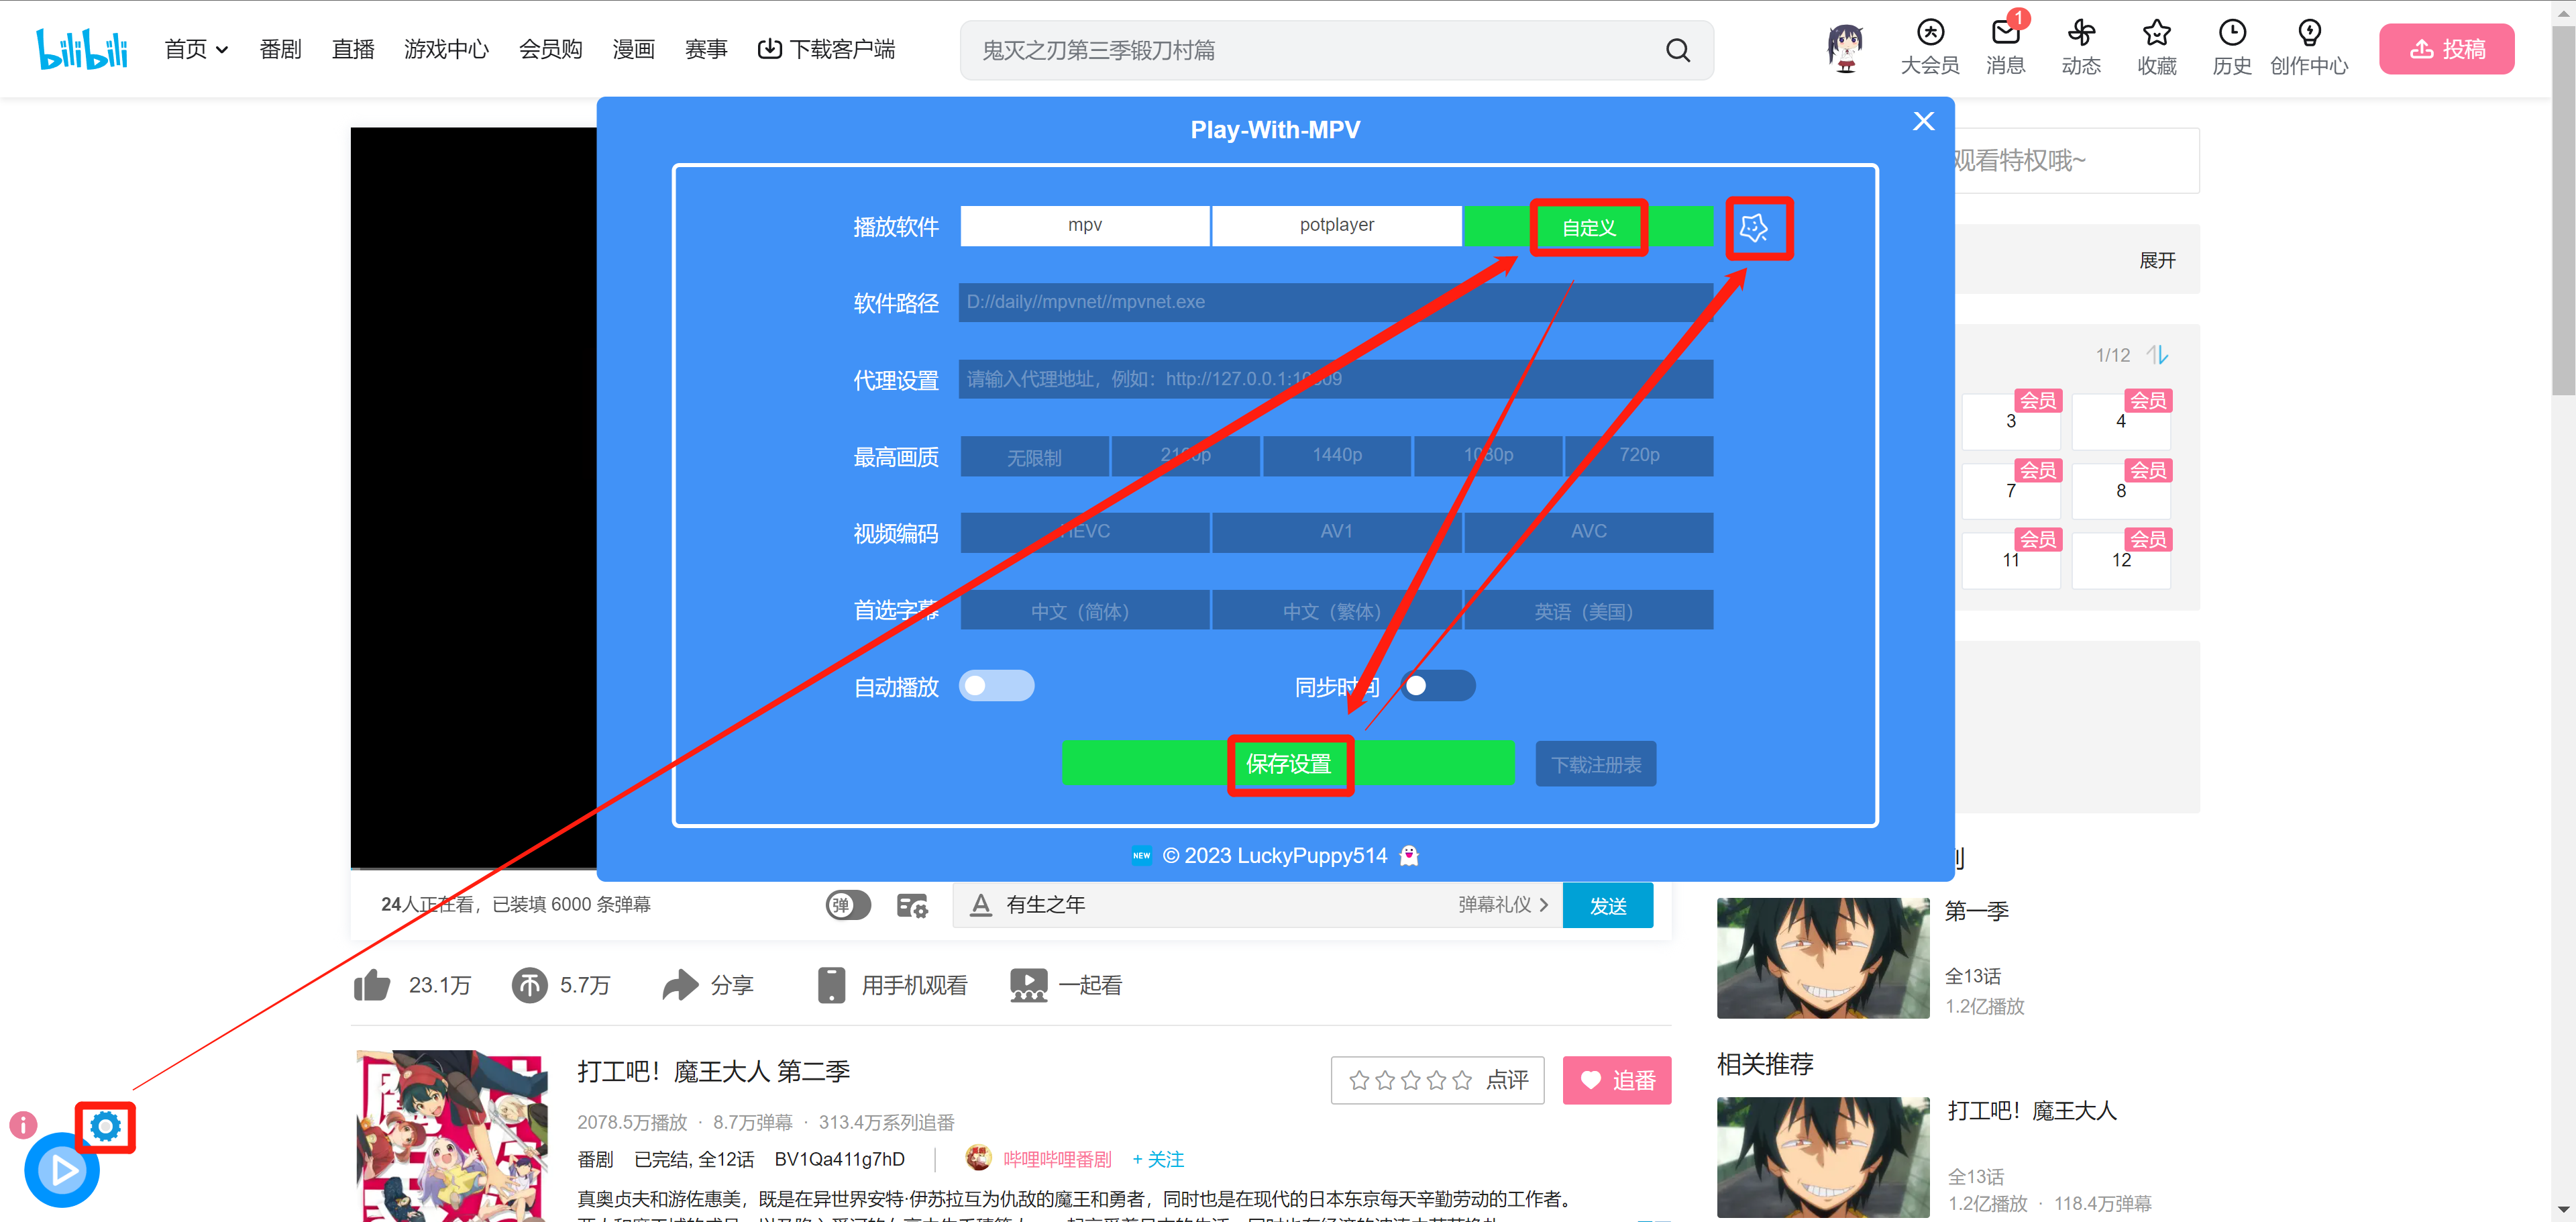 bilibili 首页 番剧 直播 游戏中心 会员购 漫画 赛事 下载客户端
鬼灭之刃第三季锻刀村篇
大会员 1 消息 动态 收藏 历史 创作中心 投稿
Play-With-MPV
观看特权哦~
播放软件 mpv potplayer 自定义
展开
软件路径 D://daily//mpvnet//mpvnet.exe
1/12
代理设置 请输入代理地址，例如：http://127.0.0.1:
会员 会员
3 4
最高画质 无限制 1440p 720p
会员 会员
7 8
视频编码 AV1 AVC
会员 会员
11 12
首选字幕 中文（简体） 中文（繁体） 英语（美国）
自动播放 同步时间
保存设置 下载注册表
NEW © 2023 LuckyPuppy514
24人正在看，已装填 6000 条弹幕 弹 有生之年 弹幕礼仪 发送
第一季
全13话
1.2亿播放
23.1万 5.7万 分享 用手机观看 一起看
相关推荐
打工吧！魔王大人 第二季 点评 追番
2078.5万播放 · 8.7万弹幕 · 313.4万系列追番
番剧 已完结, 全12话 BV1Qa411g7hD 哔哩哔哩番剧 + 关注
真奥贞夫和游佐惠美，既是在异世界安特·伊苏拉互为仇敌的魔王和勇者，同时也是在现代的日本东京每天辛勤劳动的工作者。
打工吧！魔王大人
全13话
1.2亿播放 · 118.4万弹幕